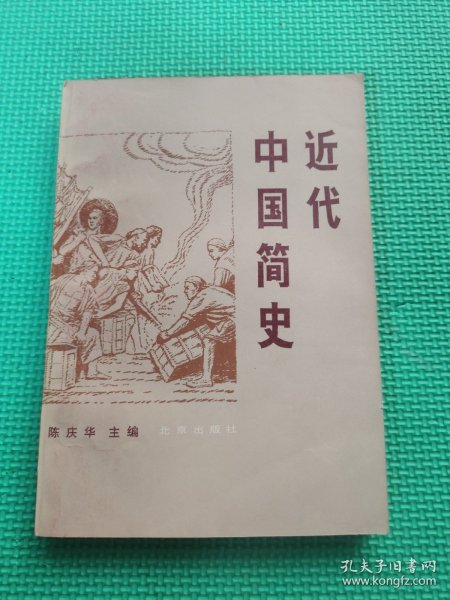 近代
中国简史
陈庆华 主编 北京出版社
孔夫子旧书网
www.kongfz.com